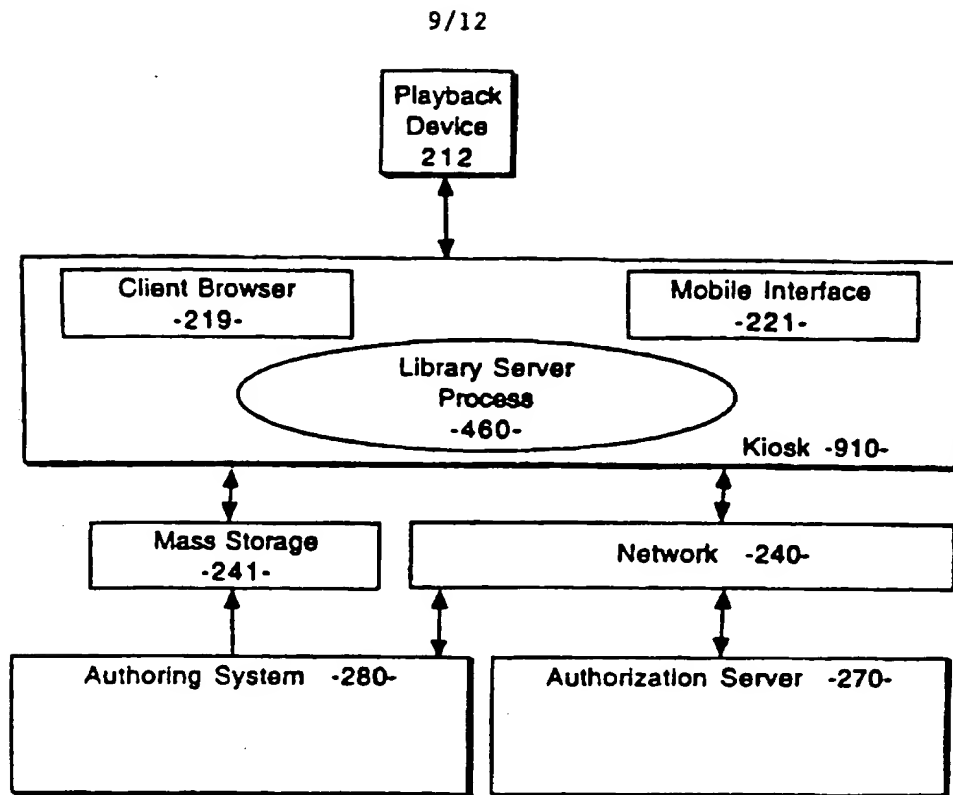 9/12
Playback
Device
212
Client Browser
-219-
Mobile Interface
-221-
Library Server
Process
-460-
Kiosk -910-
Mass Storage
-241-
Network -240-
Authoring System -280-
Authorization Server -270-